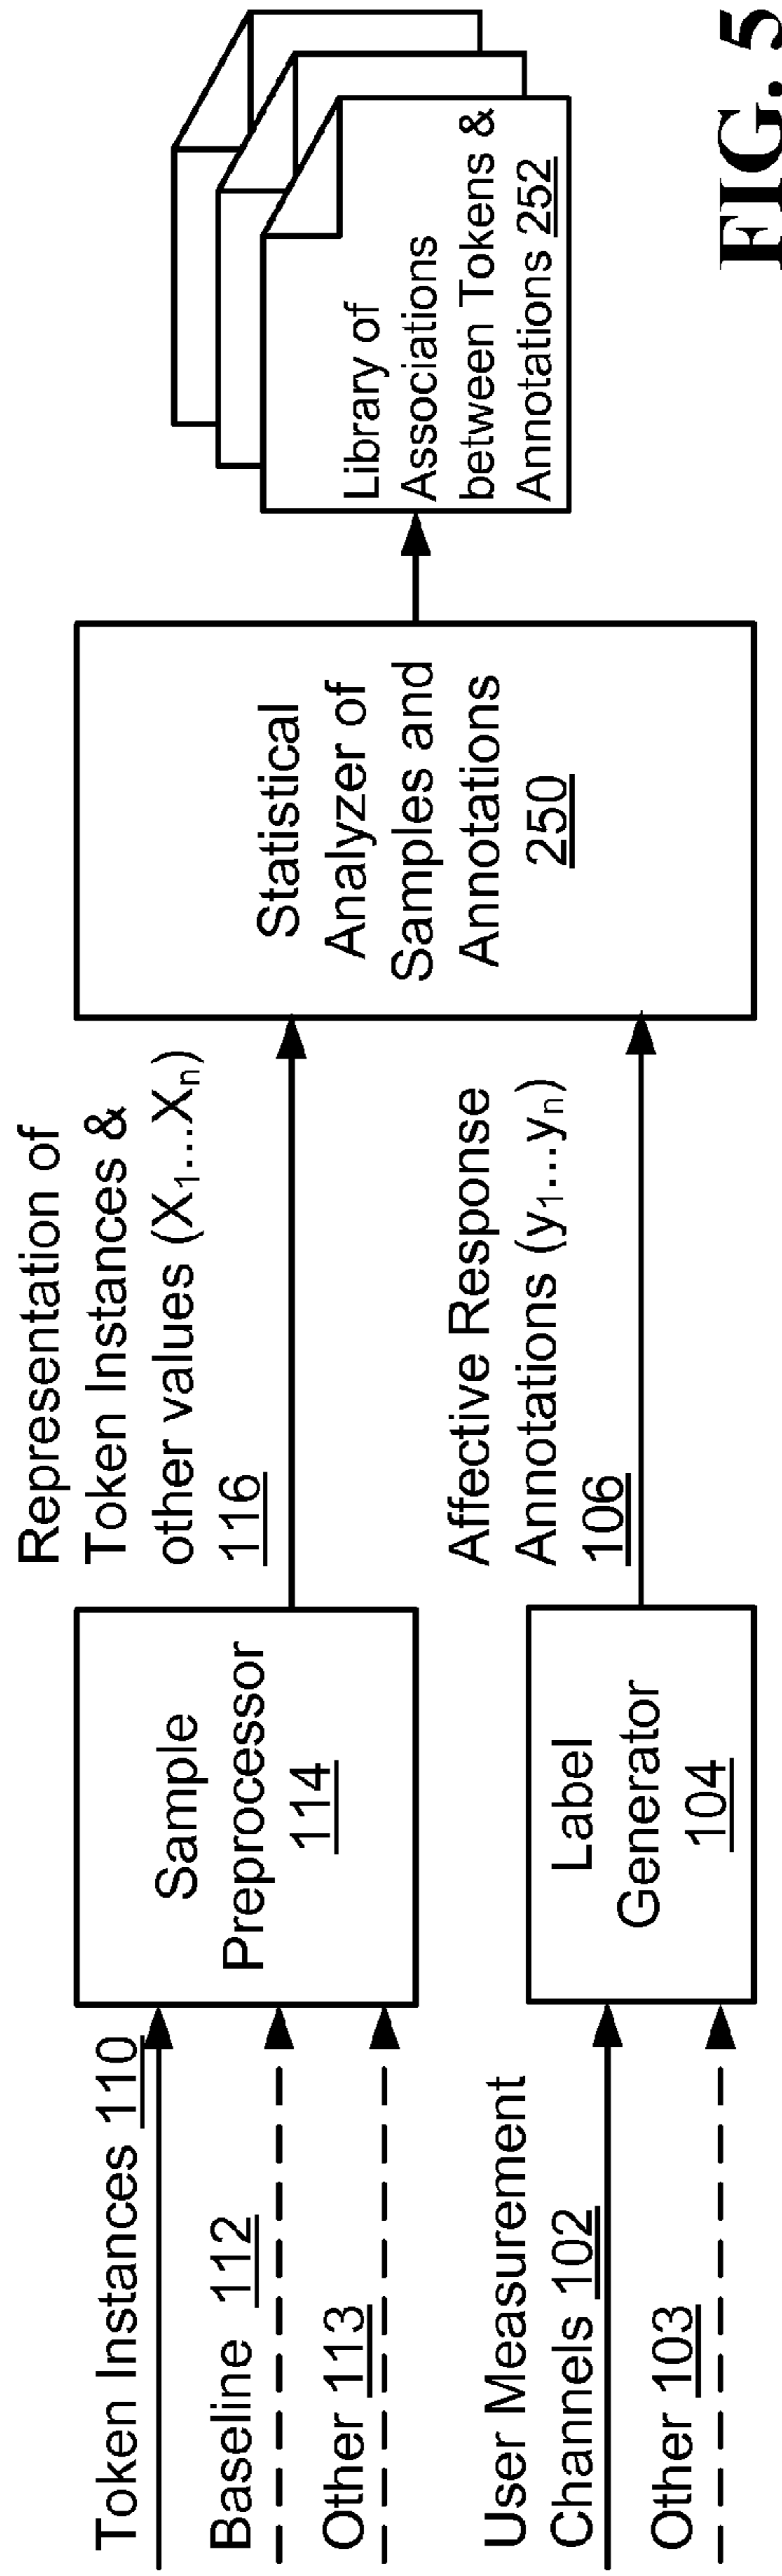 Token Instances 110
Baseline 112
Other 113
User Measurement
Channels 102
Other 103
Sample
Preprocessor
114
Label
Generator
104
Representation of
Token Instances &
other values (X₁...Xₙ)
116
Affective Response
Annotations (y₁...yₙ)
106
Statistical
Analyzer of
Samples and
Annotations
250
Library of
Associations
between Tokens &
Annotations 252
FIG. 5